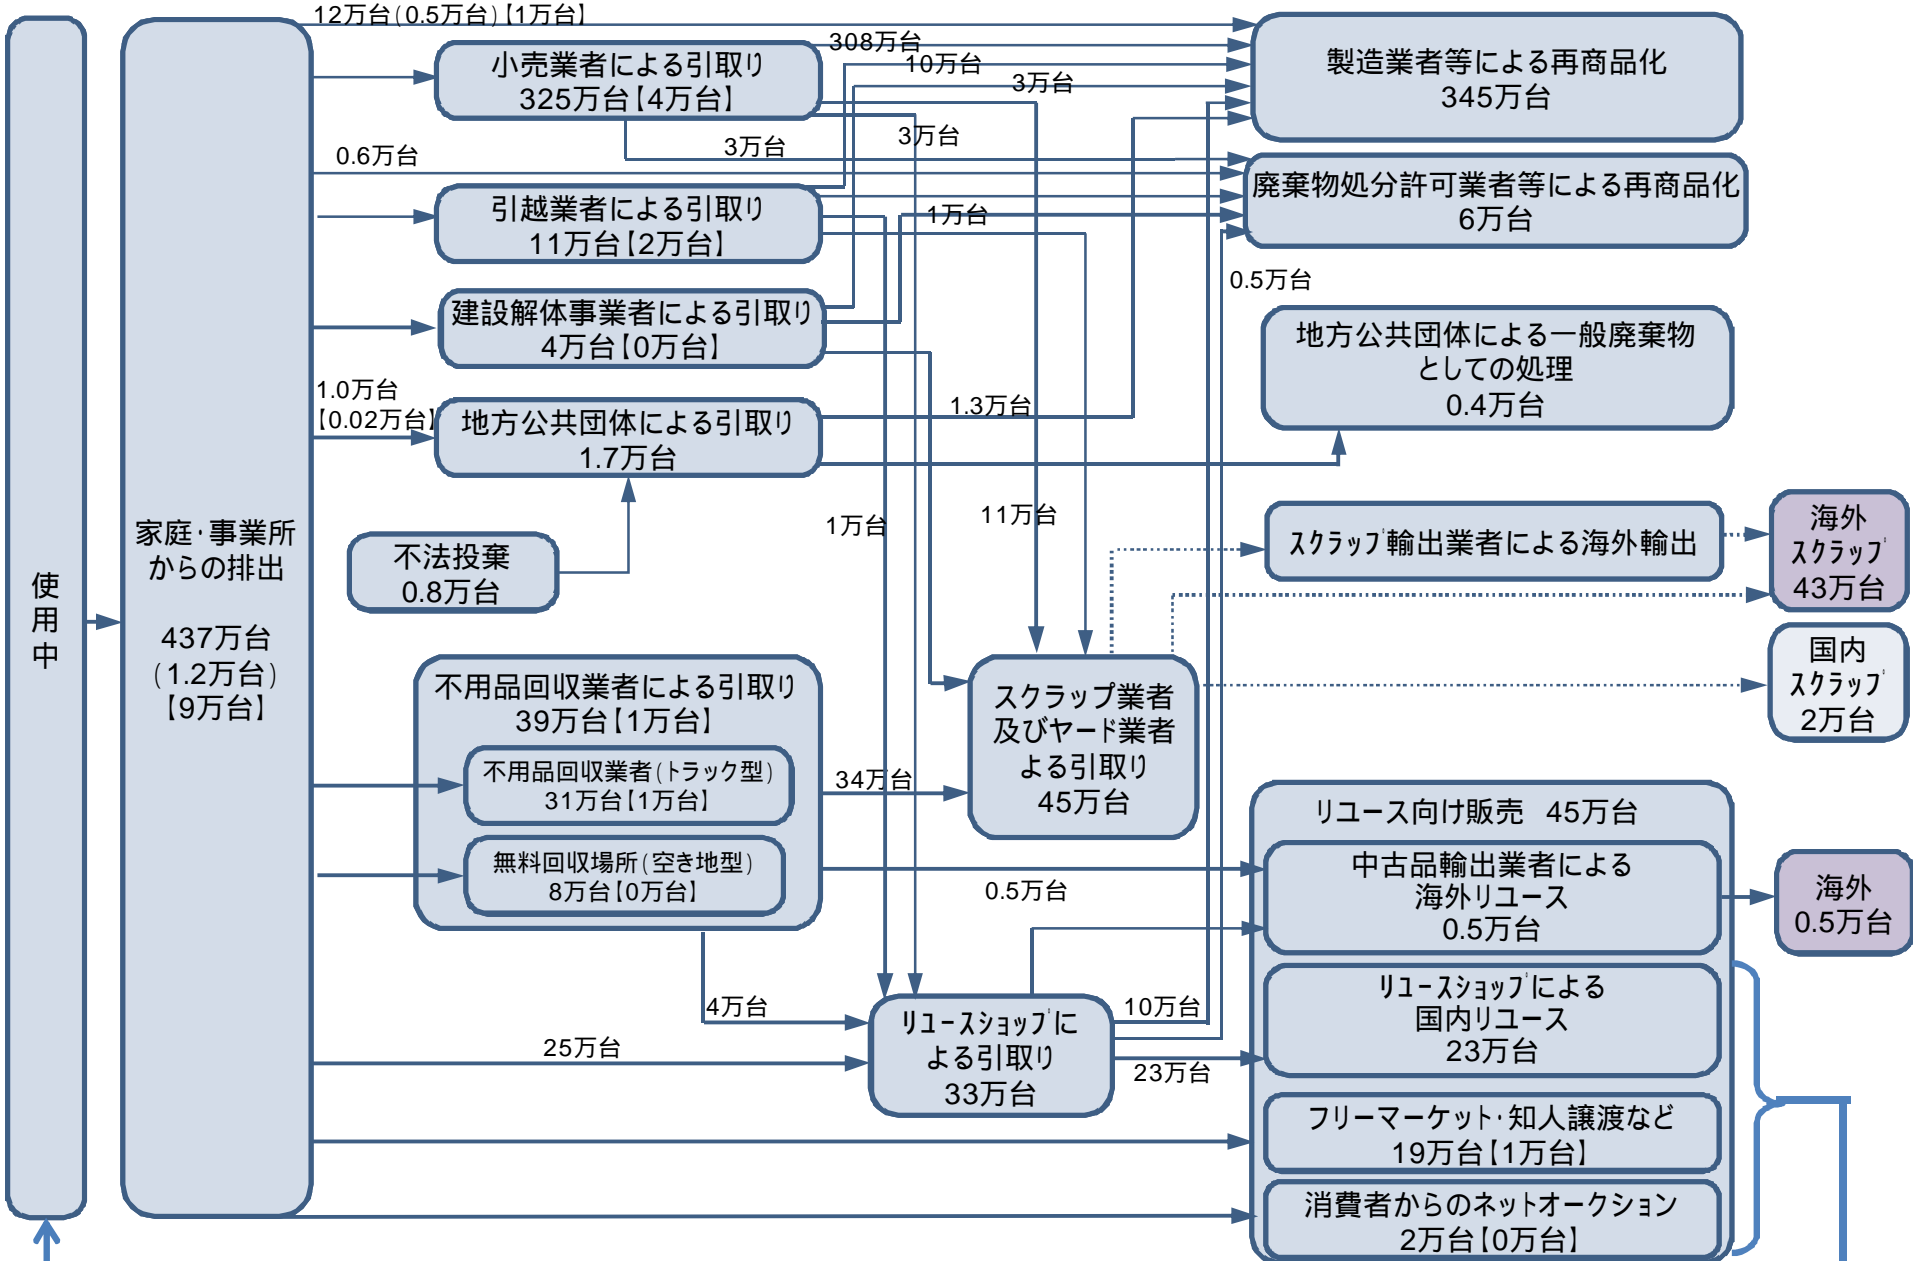 使用中
家庭・事業所
からの排出
437万台
(1.2万台)
【9万台】
12万台(0.5万台)【1万台】
小売業者による引取り
325万台【4万台】
308万台
10万台
3万台
3万台
3万台
0.6万台
引越業者による引取り
11万台【2万台】
1万台
建設解体事業者による引取り
4万台【0万台】
1.0万台
【0.02万台】
地方公共団体による引取り
1.7万台
1.3万台
不法投棄
0.8万台
1万台
11万台
0.5万台
不用品回収業者による引取り
39万台【1万台】
不用品回収業者(トラック型)
31万台【1万台】
無料回収場所(空き地型)
8万台【0万台】
34万台
0.5万台
4万台
25万台
スクラップ業者
及びヤード業者
よる引取り
45万台
リユースショップに
よる引取り
33万台
10万台
23万台
製造業者等による再商品化
345万台
廃棄物処分許可業者等による再商品化
6万台
地方公共団体による一般廃棄物
としての処理
0.4万台
スクラップ輸出業者による海外輸出
海外
スクラップ
43万台
国内
スクラップ
2万台
リユース向け販売 45万台
中古品輸出業者による
海外リユース
0.5万台
海外
0.5万台
リユースショップによる
国内リユース
23万台
フリーマーケット・知人譲渡など
19万台【1万台】
消費者からのネットオークション
2万台【0万台】